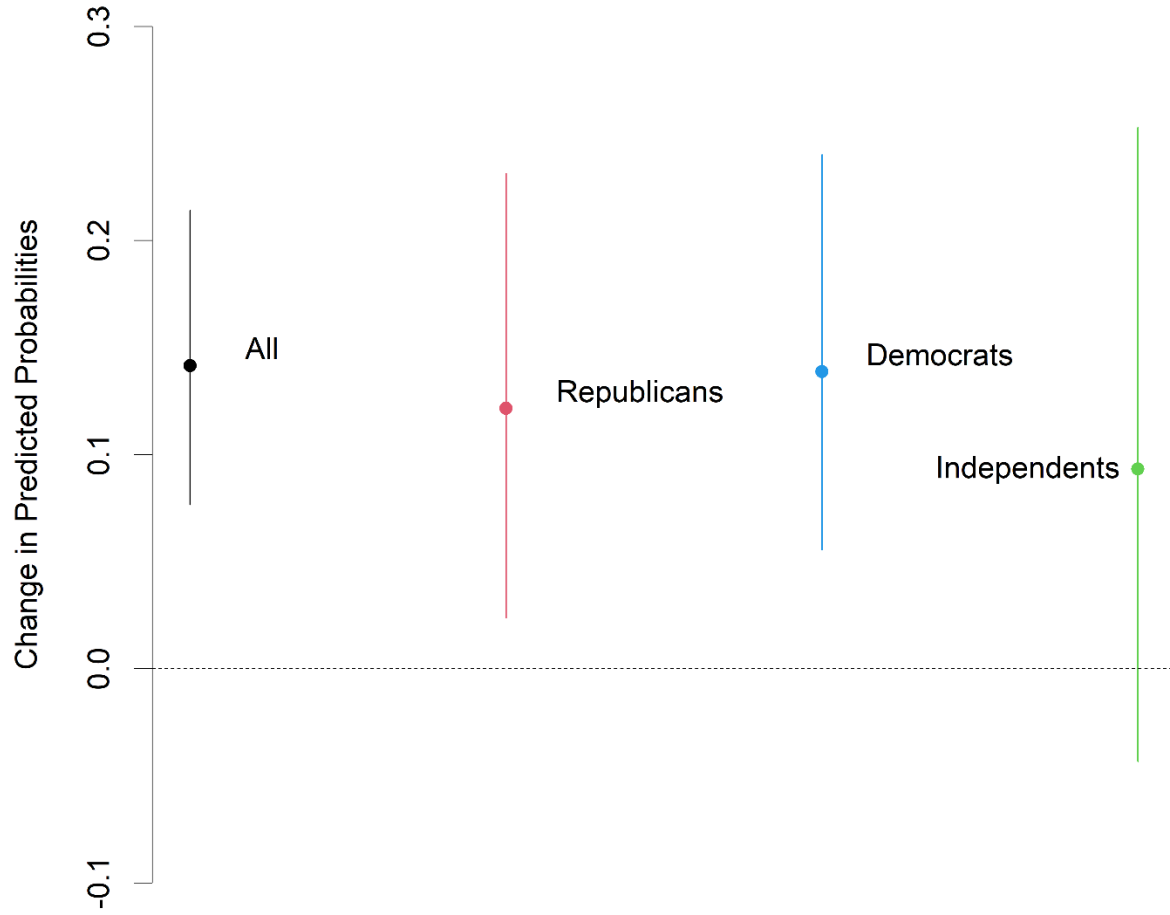 0.3
0.2
0.1
0.0
-0.1
Change in Predicted Probabilities
All
Republicans
Democrats
Independents